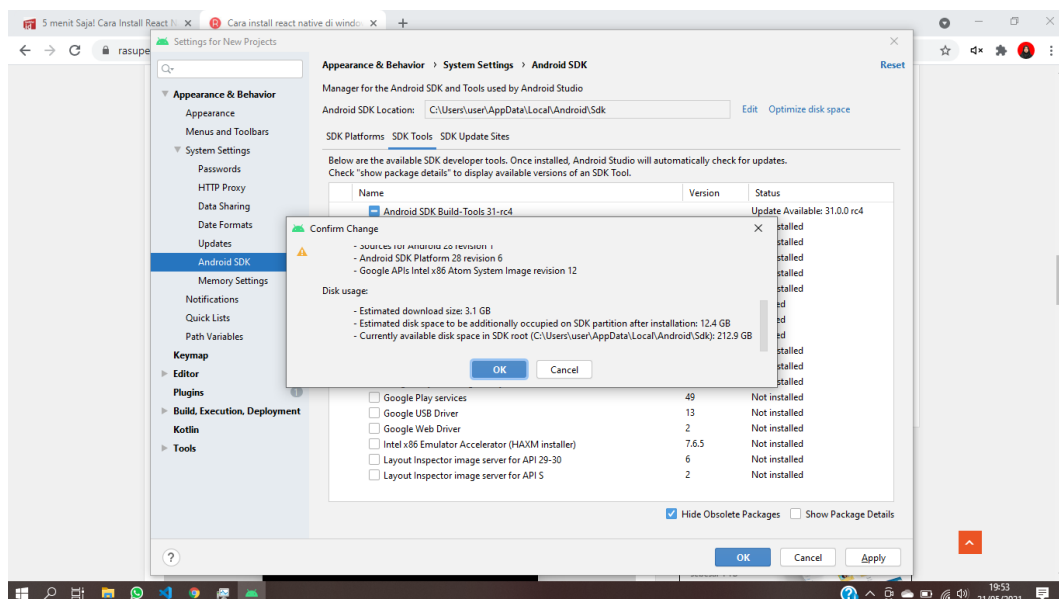 5 menit Saja! Cara Install React N
Cara install react native di windo
rasupe
Settings for New Projects
Appearance & Behavior
Appearance
Menus and Toolbars
System Settings
Passwords
HTTP Proxy
Data Sharing
Date Formats
Updates
Android SDK
Memory Settings
Notifications
Quick Lists
Path Variables
Keymap
Editor
Plugins
1
Build, Execution, Deployment
Kotlin
Tools
Appearance & Behavior > System Settings > Android SDK
Reset
Manager for the Android SDK and Tools used by Android Studio
Android SDK Location: C:\Users\user\AppData\Local\Android\Sdk Edit Optimize disk space
SDK Platforms SDK Tools SDK Update Sites
Below are the available SDK developer tools. Once installed, Android Studio will automatically check for updates.
Check "show package details" to display available versions of an SDK Tool.
Name Version Status
Android SDK Build-Tools 31-rc4 Update Available: 31.0.0 rc4
Confirm Change
- Sources for Android 28 revision 1
- Android SDK Platform 28 revision 6
- Google APIs Intel x86 Atom System Image revision 12
Disk usage:
- Estimated download size: 3.1 GB
- Estimated disk space to be additionally occupied on SDK partition after installation: 12.4 GB
- Currently available disk space in SDK root (C:\Users\user\AppData\Local\Android\Sdk): 212.9 GB
OK Cancel
Google Play services 49 Not installed
Google USB Driver 13 Not installed
Google Web Driver 2 Not installed
Intel x86 Emulator Accelerator (HAXM installer) 7.6.5 Not installed
Layout Inspector image server for API 29-30 6 Not installed
Layout Inspector image server for API S 2 Not installed
Hide Obsolete Packages Show Package Details
? OK Cancel Apply
19:53
21/05/2021